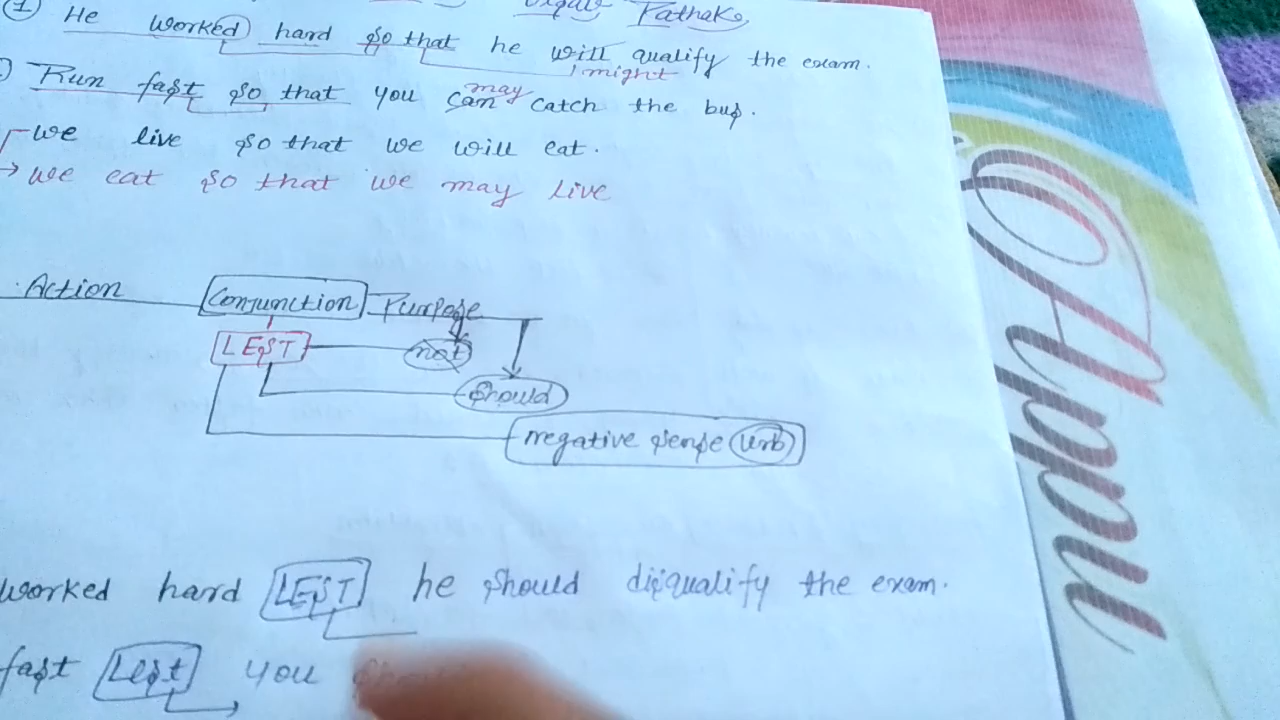 Pathak
① He worked hard so that he will qualify the exam.
might
may
Run fast so that you can catch the bus.
we live so that we will eat.
→ we eat so that we may live
Action Conjunction Purpose
LEST not
should
negative sense verb
worked hard LEST he should disqualify the exam.
fast Lest you